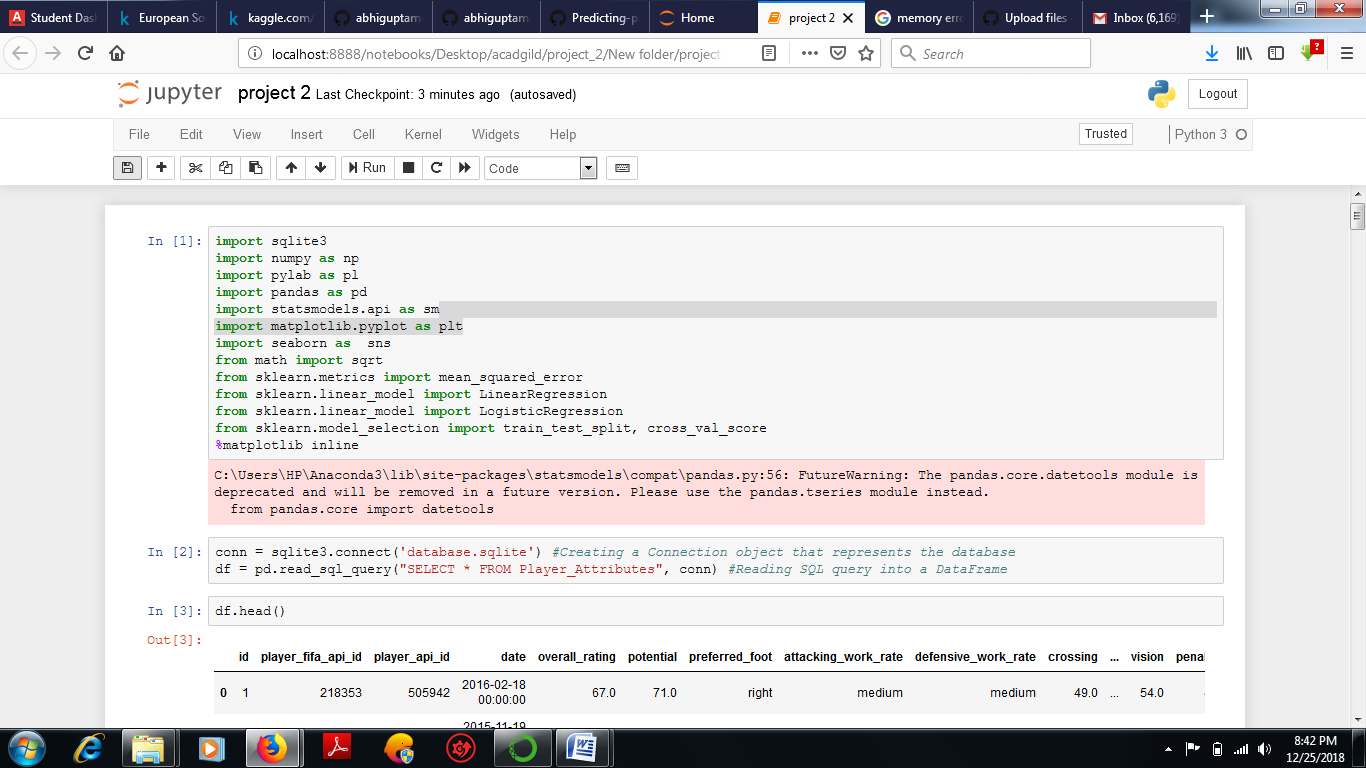 Student Das
European So
kaggle.com/
abhiguptam
abhiguptam
Predicting-p
Home
project 2
memory erro
Upload files
Inbox (6,169
localhost:8888/notebooks/Desktop/acadgild/project_2/New folder/project
Search
jupyter project 2 Last Checkpoint: 3 minutes ago (autosaved)
Logout
File Edit View Insert Cell Kernel Widgets Help
Trusted
Python 3
Run
Code
In [1]:
import sqlite3
import numpy as np
import pylab as pl
import pandas as pd
import statsmodels.api as sm
import matplotlib.pyplot as plt
import seaborn as  sns
from math import sqrt
from sklearn.metrics import mean_squared_error
from sklearn.linear_model import LinearRegression
from sklearn.linear_model import LogisticRegression
from sklearn.model_selection import train_test_split, cross_val_score
%matplotlib inline
C:\Users\HP\Anaconda3\lib\site-packages\statsmodels\compat\pandas.py:56: FutureWarning: The pandas.core.datetools module is
deprecated and will be removed in a future version. Please use the pandas.tseries module instead.
  from pandas.core import datetools
In [2]:
conn = sqlite3.connect('database.sqlite') #Creating a Connection object that represents the database
df = pd.read_sql_query("SELECT * FROM Player_Attributes", conn) #Reading SQL query into a DataFrame
In [3]:
df.head()
Out[3]:
id player_fifa_api_id player_api_id date overall_rating potential preferred_foot attacking_work_rate defensive_work_rate crossing ... vision penal
0 1 218353 505942 2016-02-18 00:00:00 67.0 71.0 right medium medium 49.0 ... 54.0
2015-11-19
8:42 PM
12/25/2018